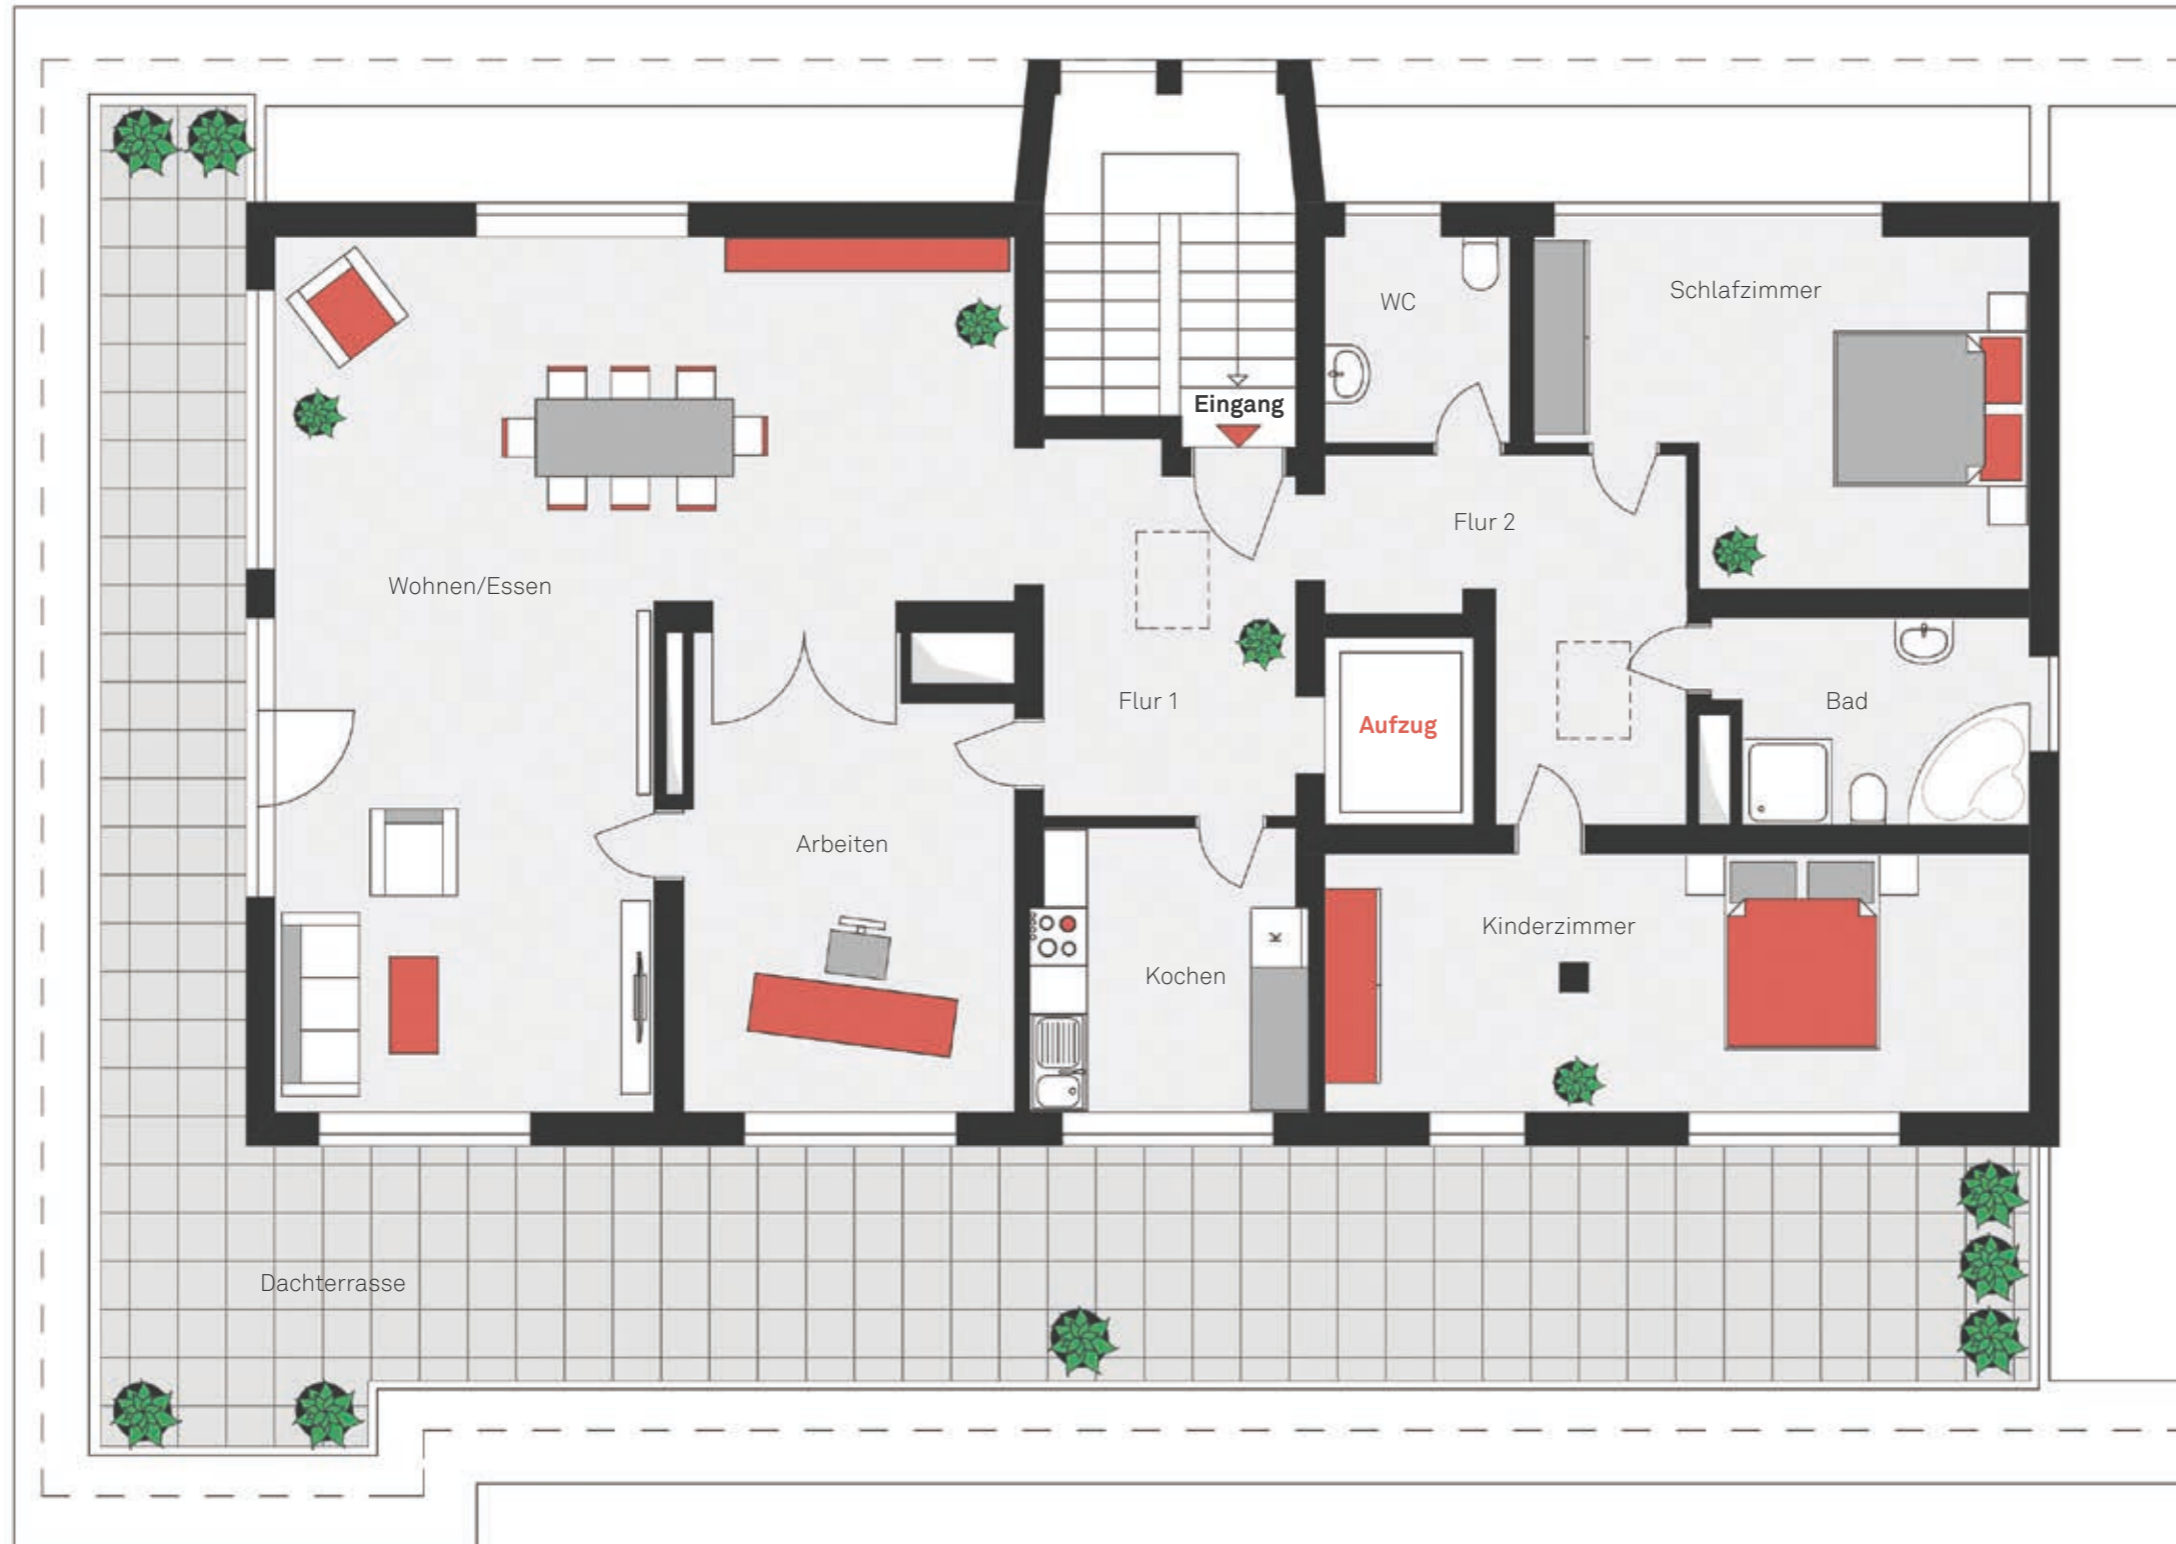 Schlafzimmer
WC
Eingang
Flur 2
Wohnen/Essen
Flur 1
Bad
Aufzug
Arbeiten
Kinderzimmer
K
Kochen
Dachterrasse